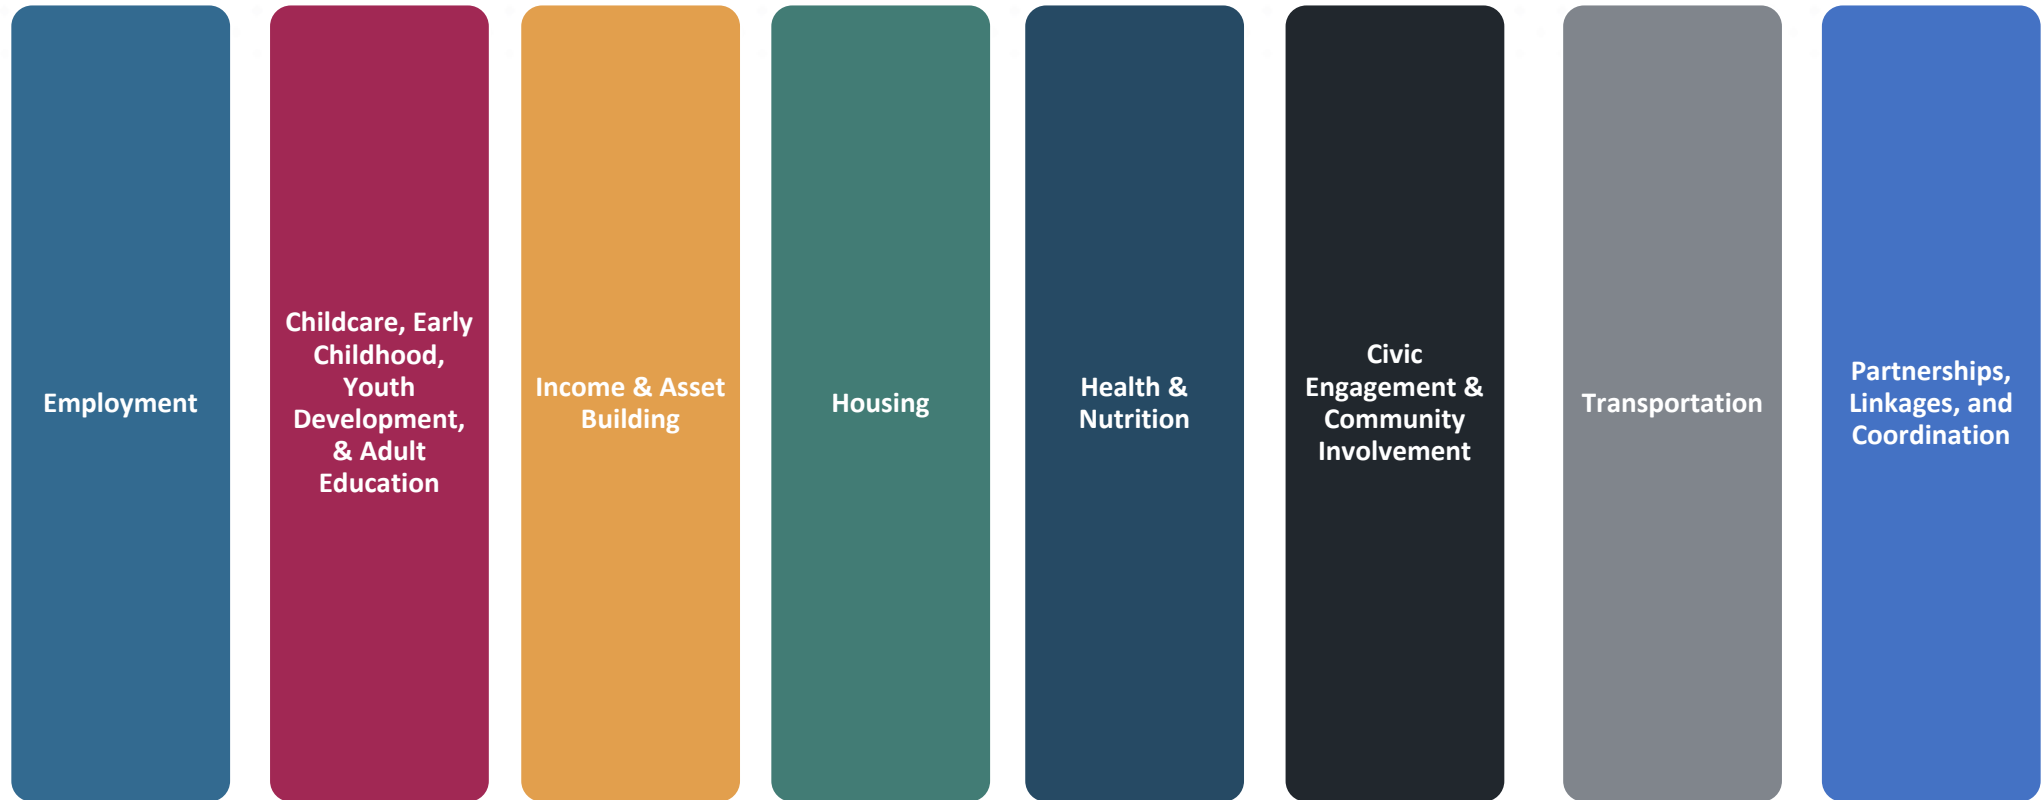 Employment
Childcare, Early
Childhood,
Youth
Development,
& Adult
Education
Income & Asset
Building
Housing
Health &
Nutrition
Civic
Engagement &
Community
Involvement
Transportation
Partnerships,
Linkages, and
Coordination